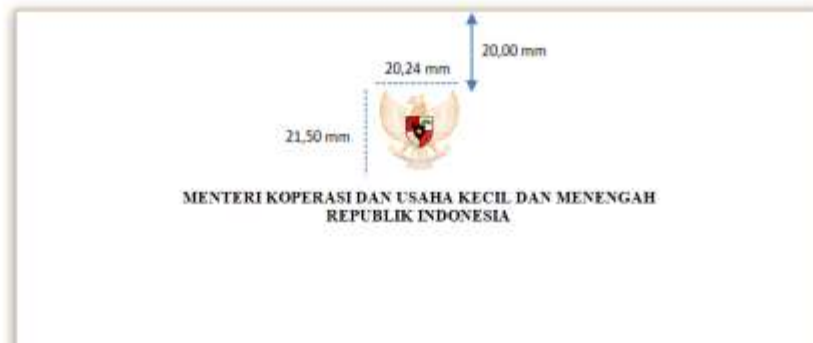 20,00 mm
20,24 mm
21,50 mm
MENTERI KOPERASI DAN USAHA KECIL DAN MENENGAH
REPUBLIK INDONESIA